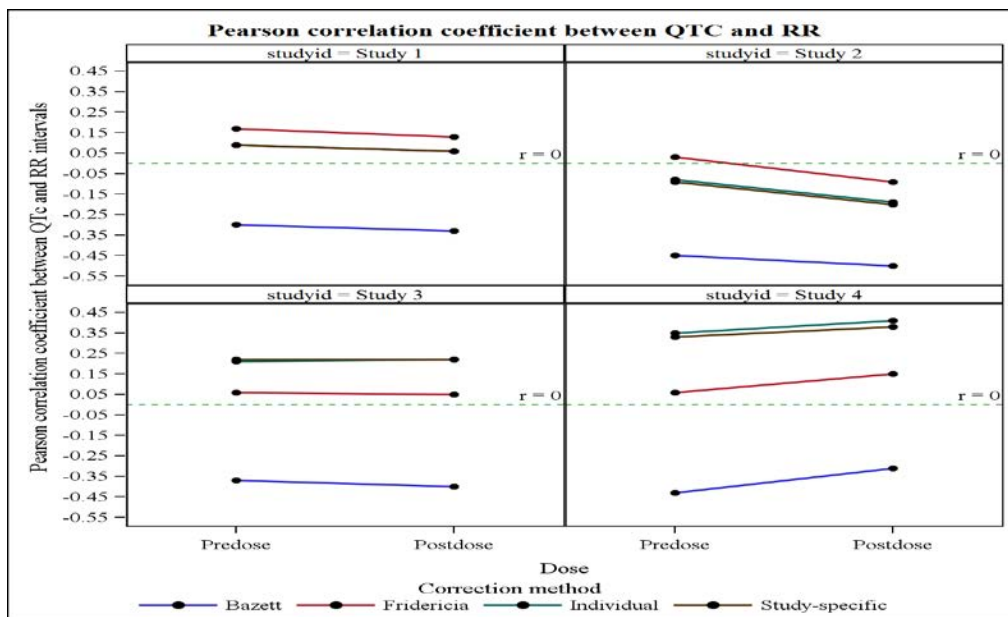 Pearson correlation coefficient between QTC and RR
studyid = Study 1
studyid = Study 2
Pearson correlation coefficient between QTc and RR intervals
0.45
0.35
0.25
0.15
0.05
-0.05
-0.15
-0.25
-0.35
-0.45
-0.55
r = 0
r = 0
studyid = Study 3
studyid = Study 4
0.45
0.35
0.25
0.15
0.05
-0.05
-0.15
-0.25
-0.35
-0.45
-0.55
r = 0
r = 0
Predose Postdose Predose Postdose
Dose
Correction method
Bazett Fridericia Individual Study-specific